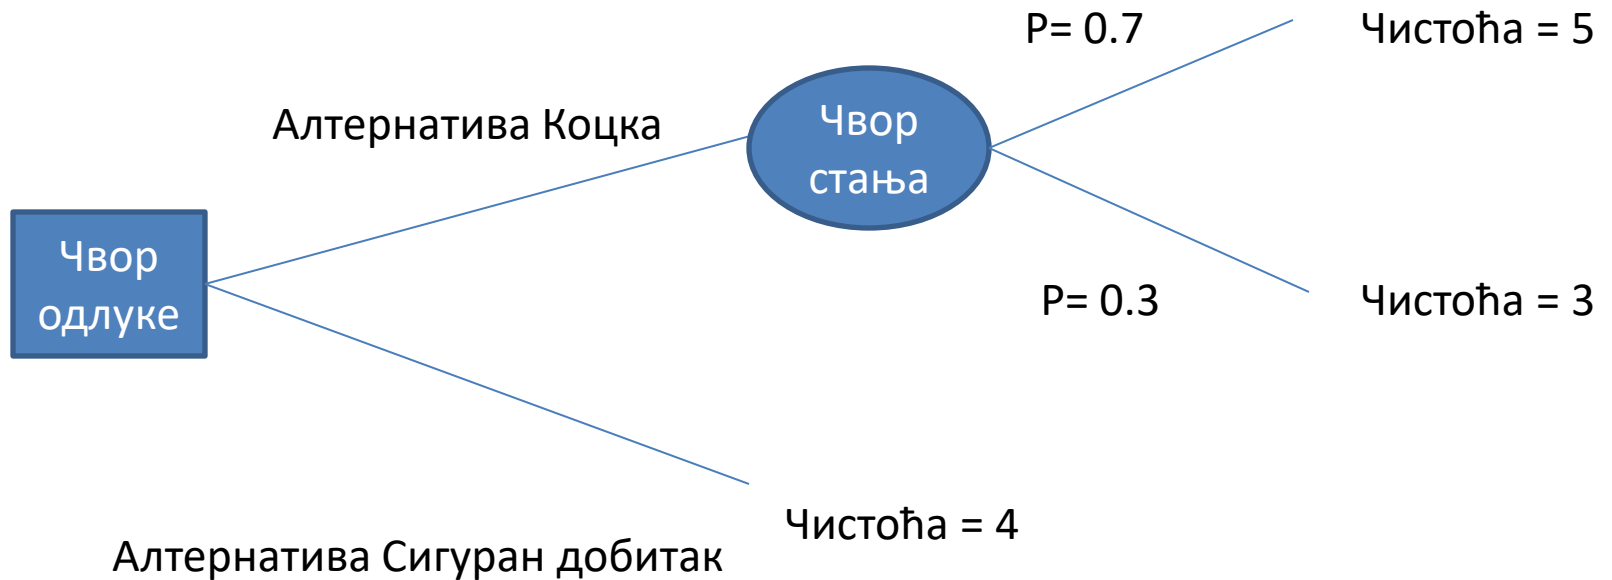 P= 0.7
Чистоћа = 5
Алтернатива Коцка
Чвор
стања
Чвор
одлуке
P= 0.3
Чистоћа = 3
Чистоћа = 4
Алтернатива Сигуран добитак